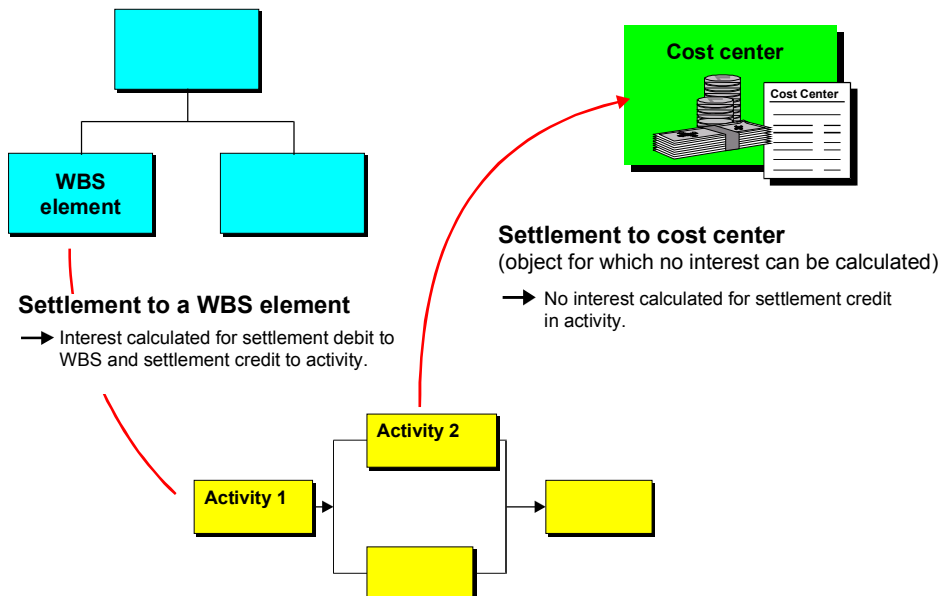 Cost center
Cost Center
WBS
element
Settlement to cost center
(object for which no interest can be calculated)
No interest calculated for settlement credit
in activity.
Settlement to a WBS element
Interest calculated for settlement debit to
WBS and settlement credit to activity.
Activity 2
Activity 1